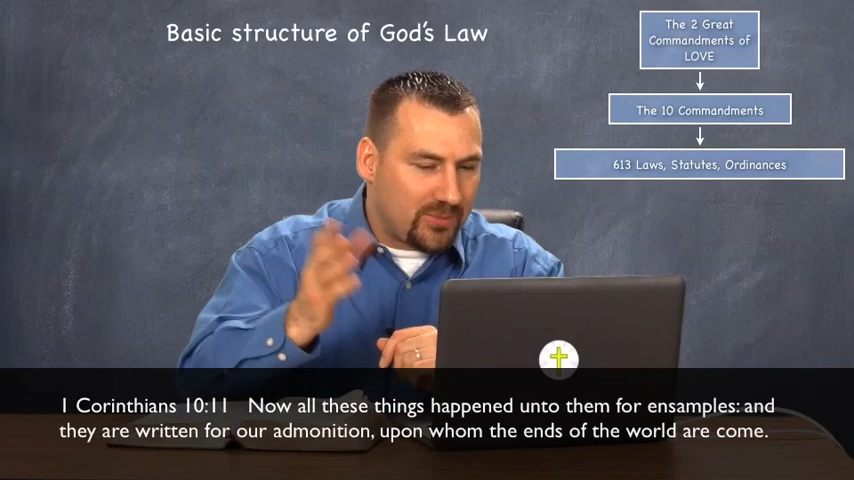 Basic structure of God's Law
The 2 Great
Commandments of
LOVE
The 10 Commandments
613 Laws, Statutes, Ordinances
1 Corinthians 10:11 Now all these things happened unto them for ensamples: and
they are written for our admonition, upon whom the ends of the world are come.